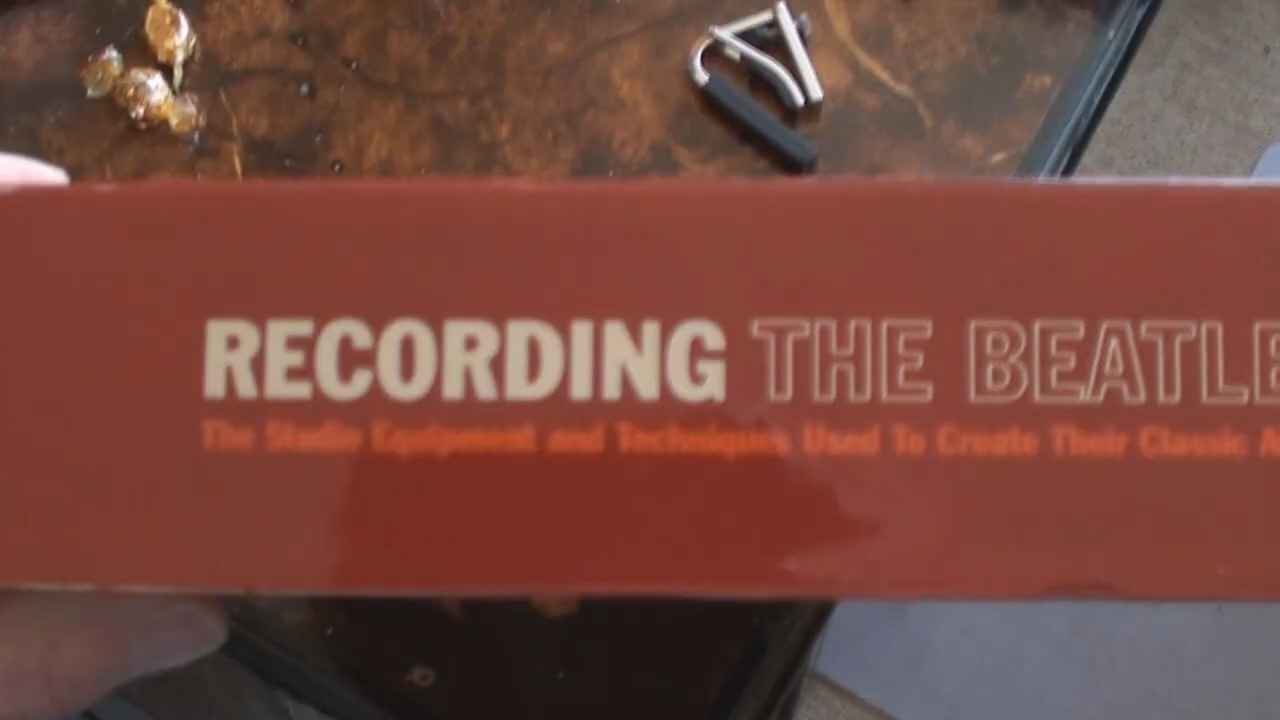 RECORDING THE BEATLE
The Studio Equipment and Techniques Used To Create Their Classic A